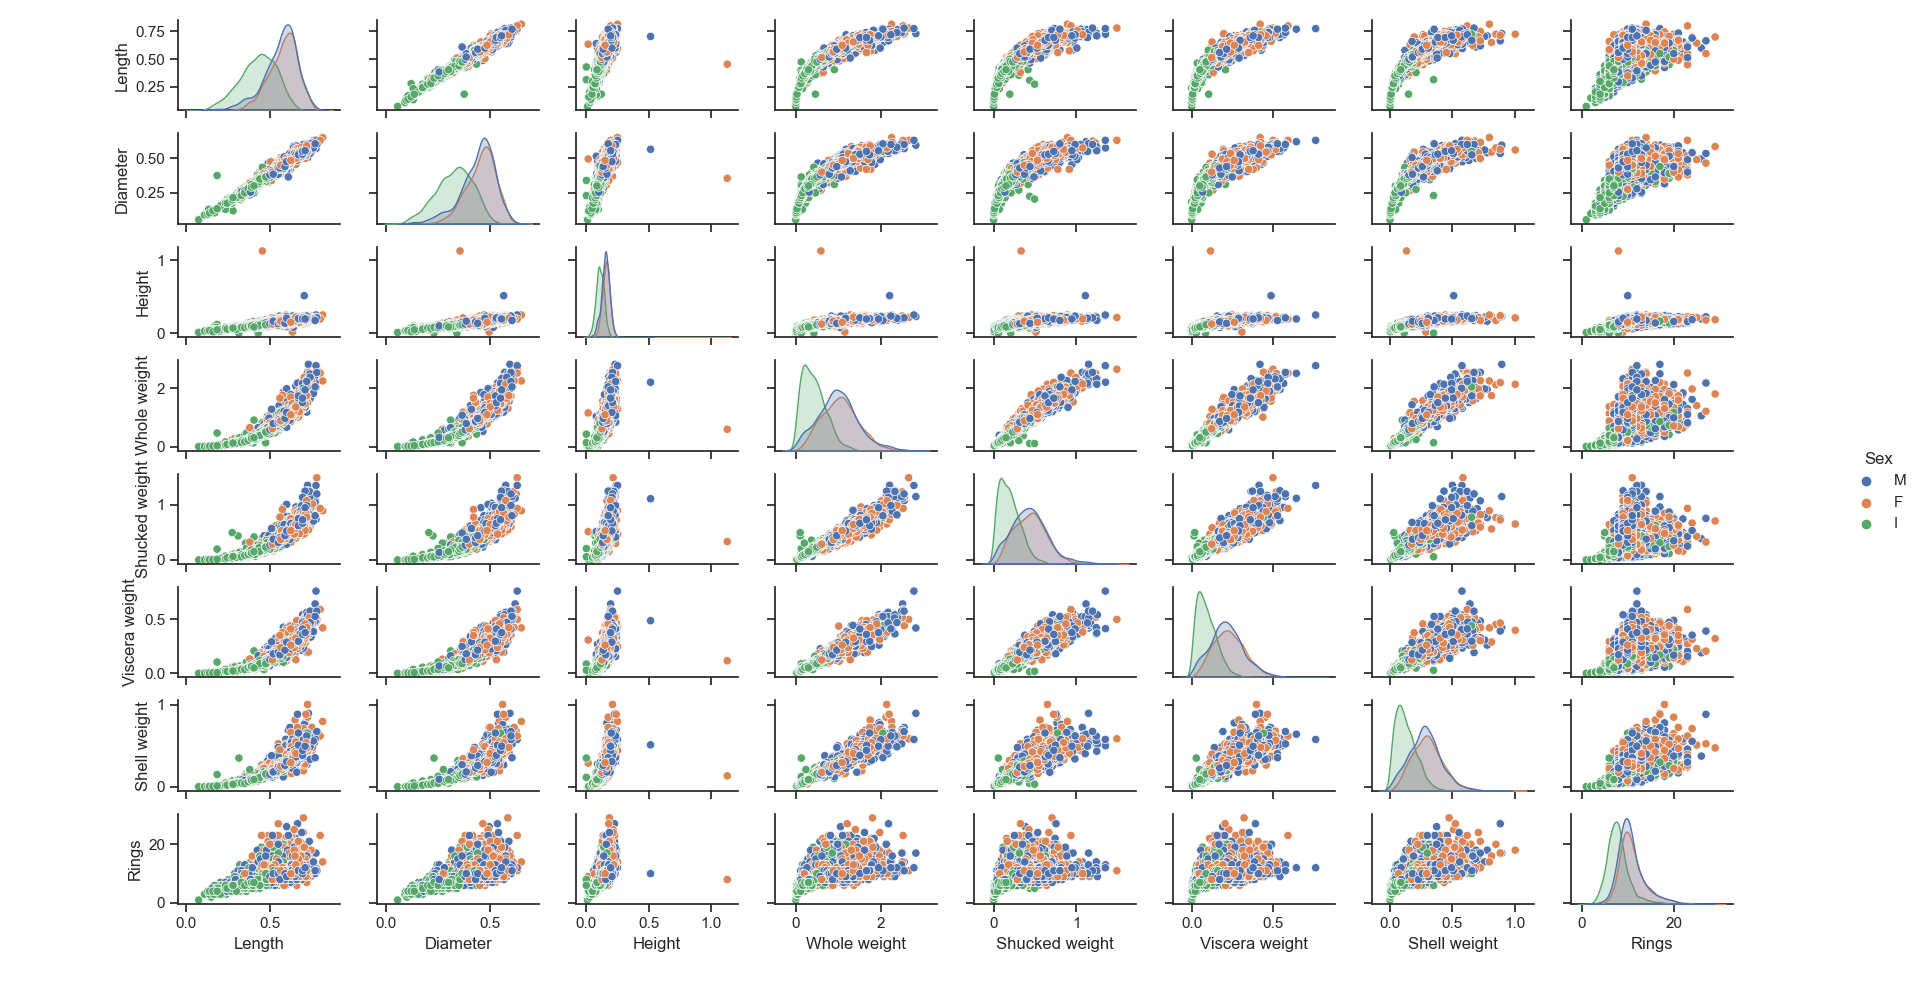 0.75
0.50
0.25
Length
0.50
0.25
Diameter
1
0
Height
2
0
Whole weight
1
0
Shucked weight
0.5
0.0
Viscera weight
1
0
Shell weight
20
0
Rings
0.0 0.5 0.0 0.5 0.0 0.5 1.0 0 2 0 1 0.0 0.5 0.0 0.5 1.0 0 20
Length Diameter Height Whole weight Shucked weight Viscera weight Shell weight Rings
Sex
M
F
I